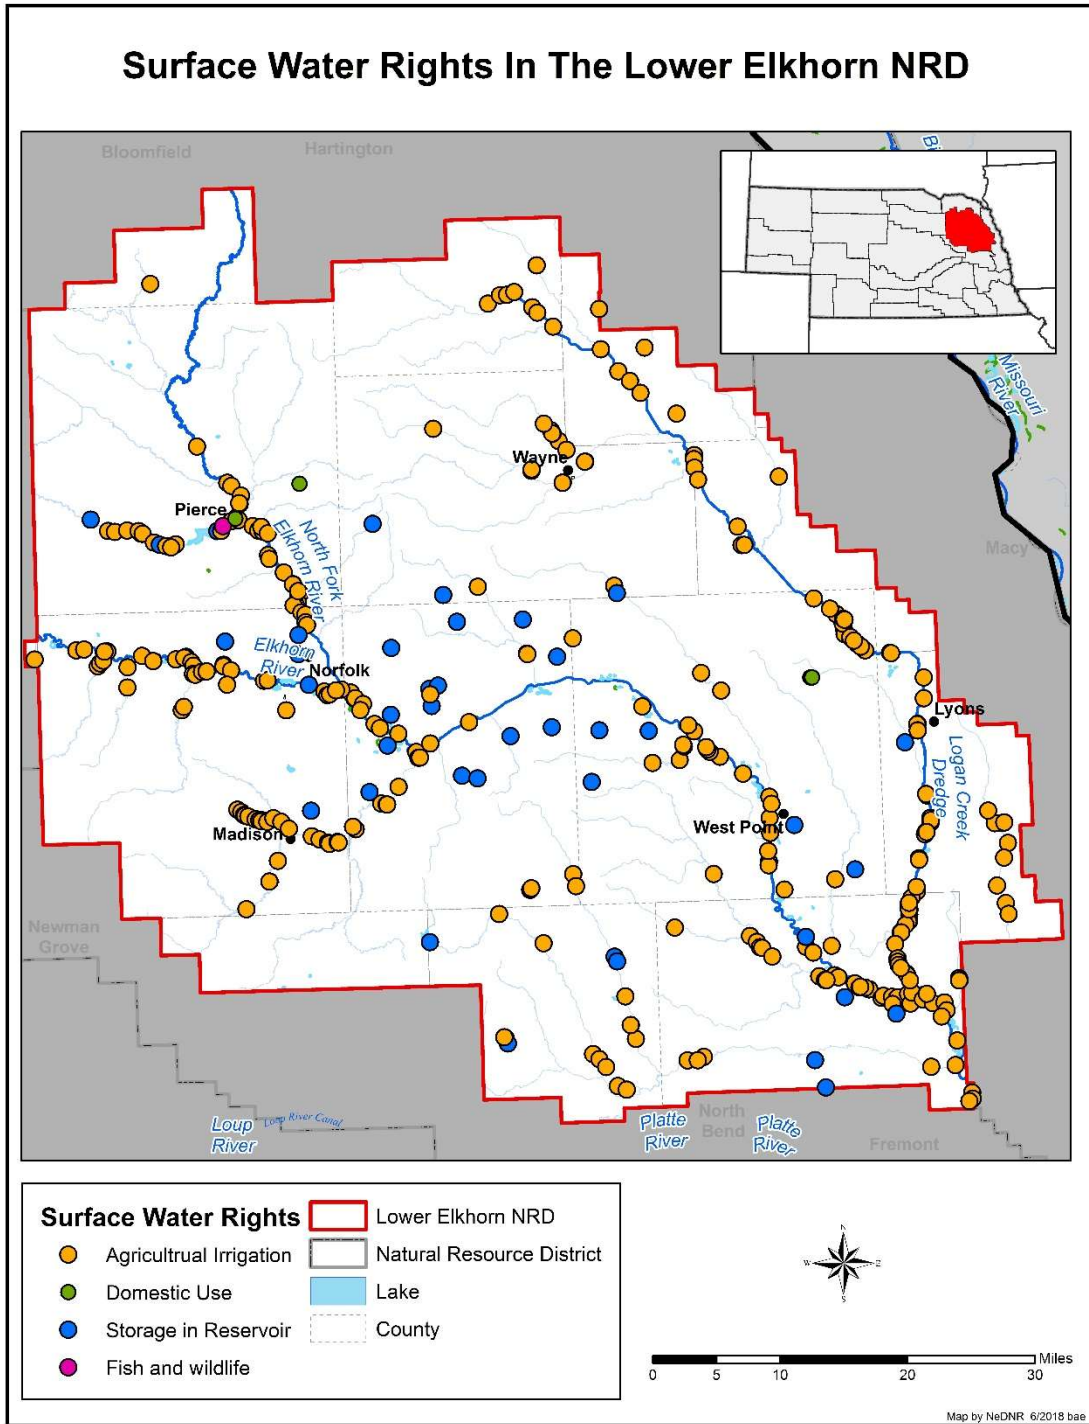 Surface Water Rights In The Lower Elkhorn NRD
Bloomfield
Hartington
Bi
Missouri
River
Wayne
Pierce
North Fork
Elkhorn River
Macy
Elkhorn
River
Norfolk
Lyons
Logan Creek
Dredge
Madison
West Point
Newman
Grove
Loup
River
Loup River Canal
Platte
River
North
Bend
Platte
River
Fremont
Surface Water Rights
Agricultrual Irrigation
Domestic Use
Storage in Reservoir
Fish and wildlife
Lower Elkhorn NRD
Natural Resource District
Lake
County
N
W
E
S
Miles
0 5 10 20 30
Map by NeDNR 6/2018 bae